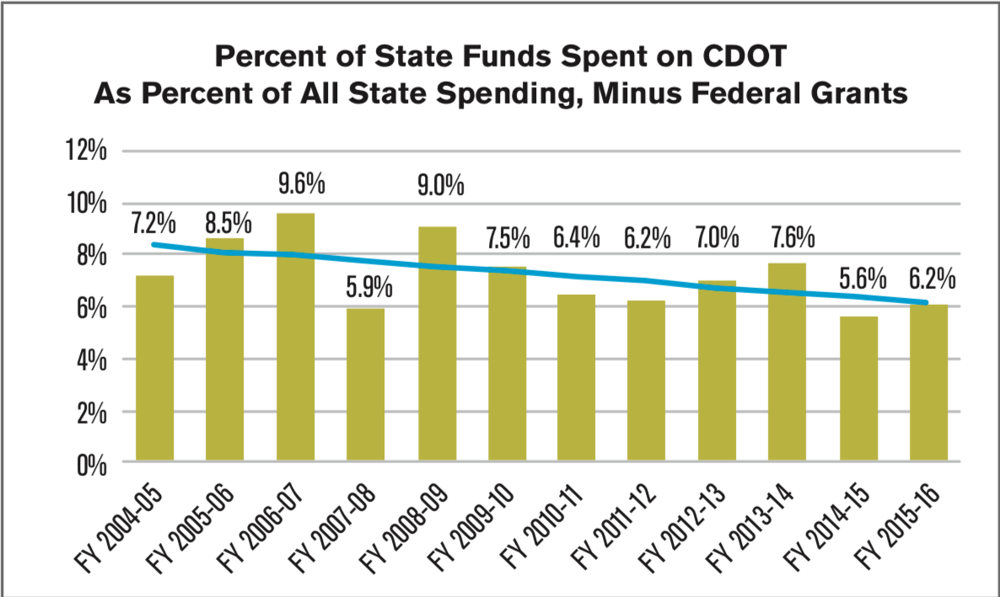 Percent of State Funds Spent on CDOT
As Percent of All State Spending, Minus Federal Grants
12%
10%
8%
6%
4%
2%
0%
7.2%
8.5%
9.6%
5.9%
9.0%
7.5%
6.4%
6.2%
7.0%
7.6%
5.6%
6.2%
FY 2004-05
FY 2005-06
FY 2006-07
FY 2007-08
FY 2008-09
FY 2009-10
FY 2010-11
FY 2011-12
FY 2012-13
FY 2013-14
FY 2014-15
FY 2015-16